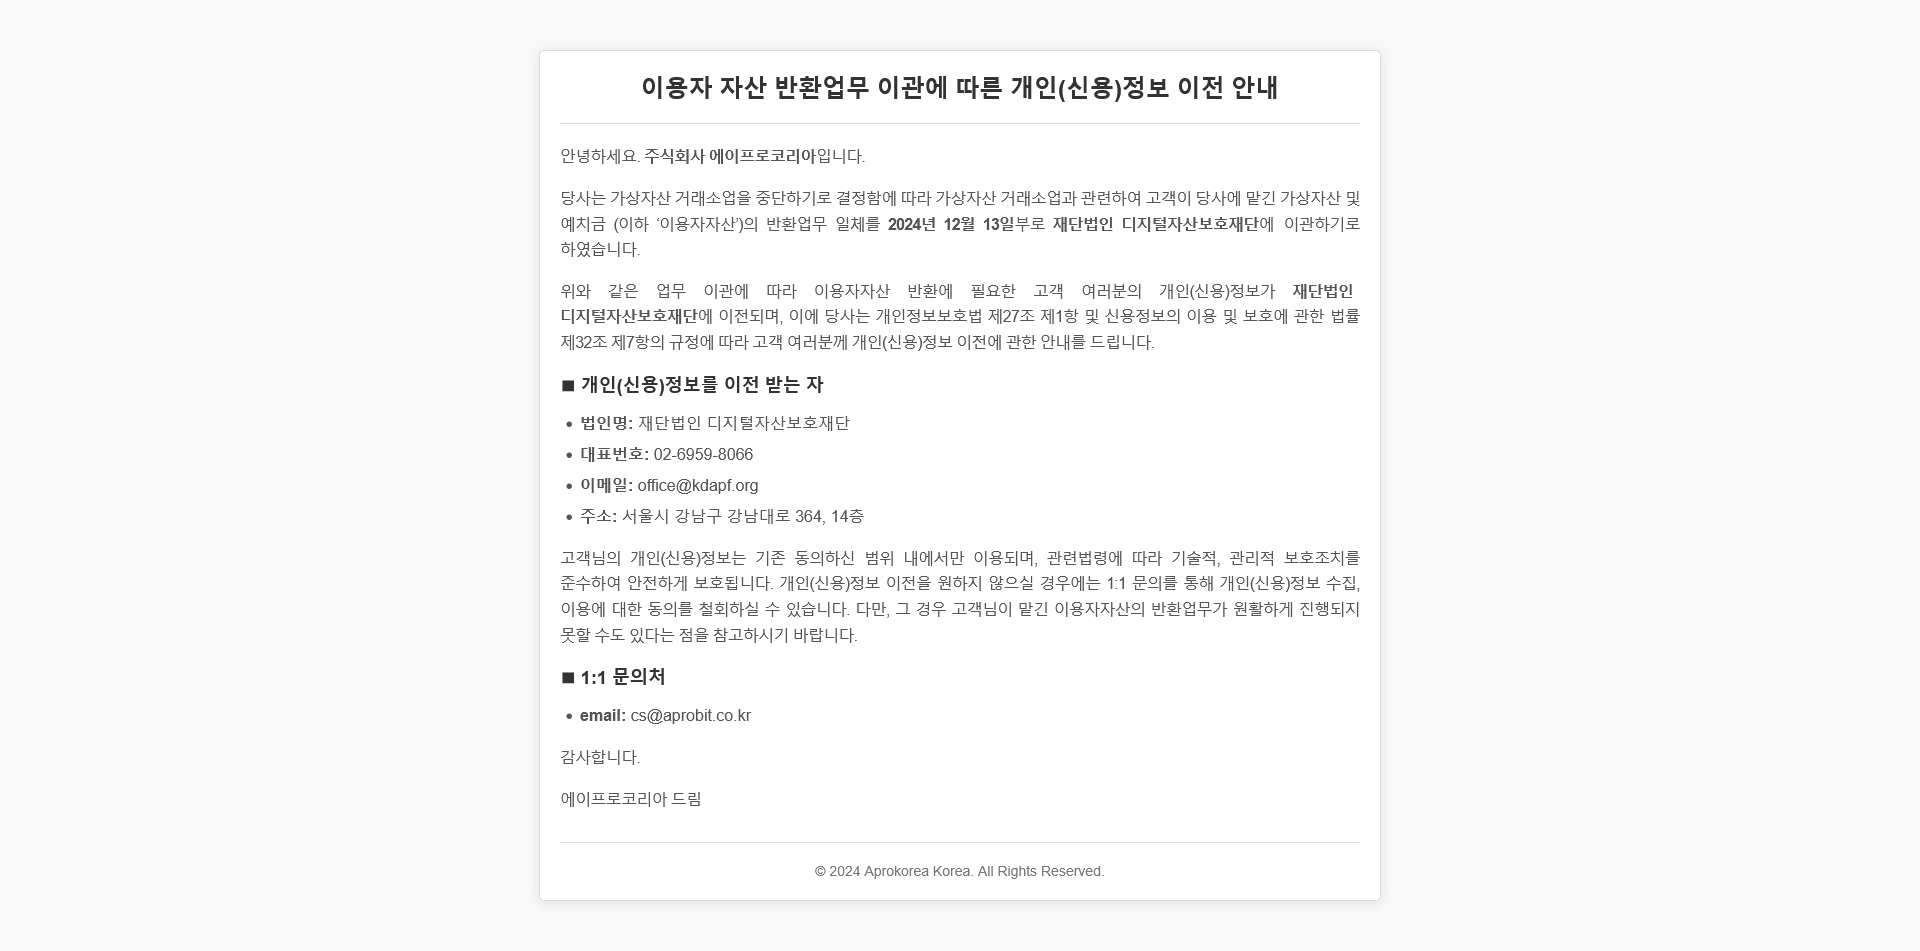 이용자 자산 반환업무 이관에 따른 개인(신용)정보 이전 안내
안녕하세요. 주식회사 에이프로코리아입니다.
당사는 가상자산 거래소업을 중단하기로 결정함에 따라 가상자산 거래소업과 관련하여 고객이 당사에 맡긴 가상자산 및
예치금 (이하 ‘이용자자산’)의 반환업무 일체를 2024년 12월 13일부로 재단법인 디지털자산보호재단에 이관하기로
하였습니다.
위와 같은 업무 이관에 따라 이용자자산 반환에 필요한 고객 여러분의 개인(신용)정보가 재단법인
디지털자산보호재단에 이전되며, 이에 당사는 개인정보보호법 제27조 제1항 및 신용정보의 이용 및 보호에 관한 법률
제32조 제7항의 규정에 따라 고객 여러분께 개인(신용)정보 이전에 관한 안내를 드립니다.
■ 개인(신용)정보를 이전 받는 자
• 법인명: 재단법인 디지털자산보호재단
• 대표번호: 02-6959-8066
• 이메일: office@kdapf.org
• 주소: 서울시 강남구 강남대로 364, 14층
고객님의 개인(신용)정보는 기존 동의하신 범위 내에서만 이용되며, 관련법령에 따라 기술적, 관리적 보호조치를
준수하여 안전하게 보호됩니다. 개인(신용)정보 이전을 원하지 않으실 경우에는 1:1 문의를 통해 개인(신용)정보 수집,
이용에 대한 동의를 철회하실 수 있습니다. 다만, 그 경우 고객님이 맡긴 이용자자산의 반환업무가 원활하게 진행되지
못할 수도 있다는 점을 참고하시기 바랍니다.
■ 1:1 문의처
• email: cs@aprobit.co.kr
감사합니다.
에이프로코리아 드림
© 2024 Aprokorea Korea. All Rights Reserved.